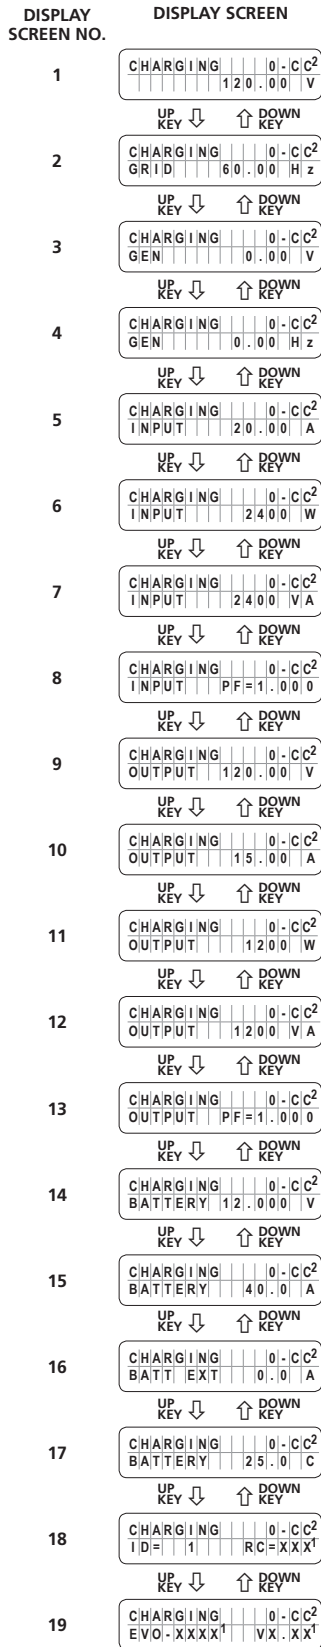 DISPLAY SCREEN NO. DISPLAY SCREEN
1
CHARGING 0-CC2
120.00 V
UP KEY DOWN KEY
2
CHARGING 0-CC2
GRID 60.00 Hz
UP KEY DOWN KEY
3
CHARGING 0-CC2
GEN 0.00 V
UP KEY DOWN KEY
4
CHARGING 0-CC2
GEN 0.00 Hz
UP KEY DOWN KEY
5
CHARGING 0-CC2
INPUT 20.00 A
UP KEY DOWN KEY
6
CHARGING 0-CC2
INPUT 2400 W
UP KEY DOWN KEY
7
CHARGING 0-CC2
INPUT 2400 VA
UP KEY DOWN KEY
8
CHARGING 0-CC2
INPUT PF=1.000
UP KEY DOWN KEY
9
CHARGING 0-CC2
OUTPUT 120.00 V
UP KEY DOWN KEY
10
CHARGING 0-CC2
OUTPUT 15.00 A
UP KEY DOWN KEY
11
CHARGING 0-CC2
OUTPUT 1200 W
UP KEY DOWN KEY
12
CHARGING 0-CC2
OUTPUT 1200 VA
UP KEY DOWN KEY
13
CHARGING 0-CC2
OUTPUT PF=1.000
UP KEY DOWN KEY
14
CHARGING 0-CC2
BATTERY 12.000 V
UP KEY DOWN KEY
15
CHARGING 0-CC2
BATTERY 40.0 A
UP KEY DOWN KEY
16
CHARGING 0-CC2
BATT EXT 0.0 A
UP KEY DOWN KEY
17
CHARGING 0-CC2
BATTERY 25.0 C
UP KEY DOWN KEY
18
CHARGING 0-CC2
ID= 1 RC=XXX1
UP KEY DOWN KEY
19
CHARGING 0-CC2
EVO-XXXX1 VX.XX1